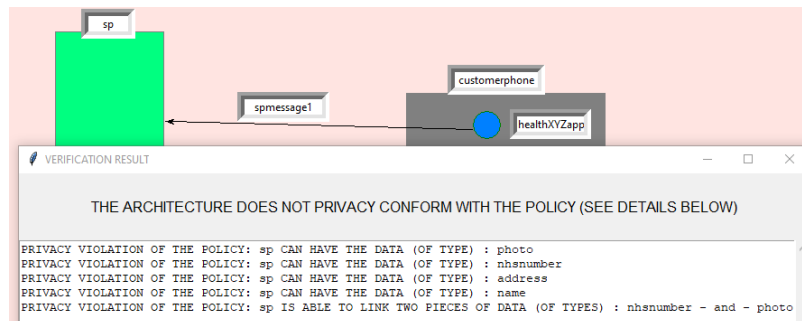 sp
customerphone
spmessage1
healthXYZapp
VERIFICATION RESULT
THE ARCHITECTURE DOES NOT PRIVACY CONFORM WITH THE POLICY (SEE DETAILS BELOW)
PRIVACY VIOLATION OF THE POLICY: sp CAN HAVE THE DATA (OF TYPE) : photo
PRIVACY VIOLATION OF THE POLICY: sp CAN HAVE THE DATA (OF TYPE) : nhsnumber
PRIVACY VIOLATION OF THE POLICY: sp CAN HAVE THE DATA (OF TYPE) : address
PRIVACY VIOLATION OF THE POLICY: sp CAN HAVE THE DATA (OF TYPE) : name
PRIVACY VIOLATION OF THE POLICY: sp IS ABLE TO LINK TWO PIECES OF DATA (OF TYPES) : nhsnumber - and - photo